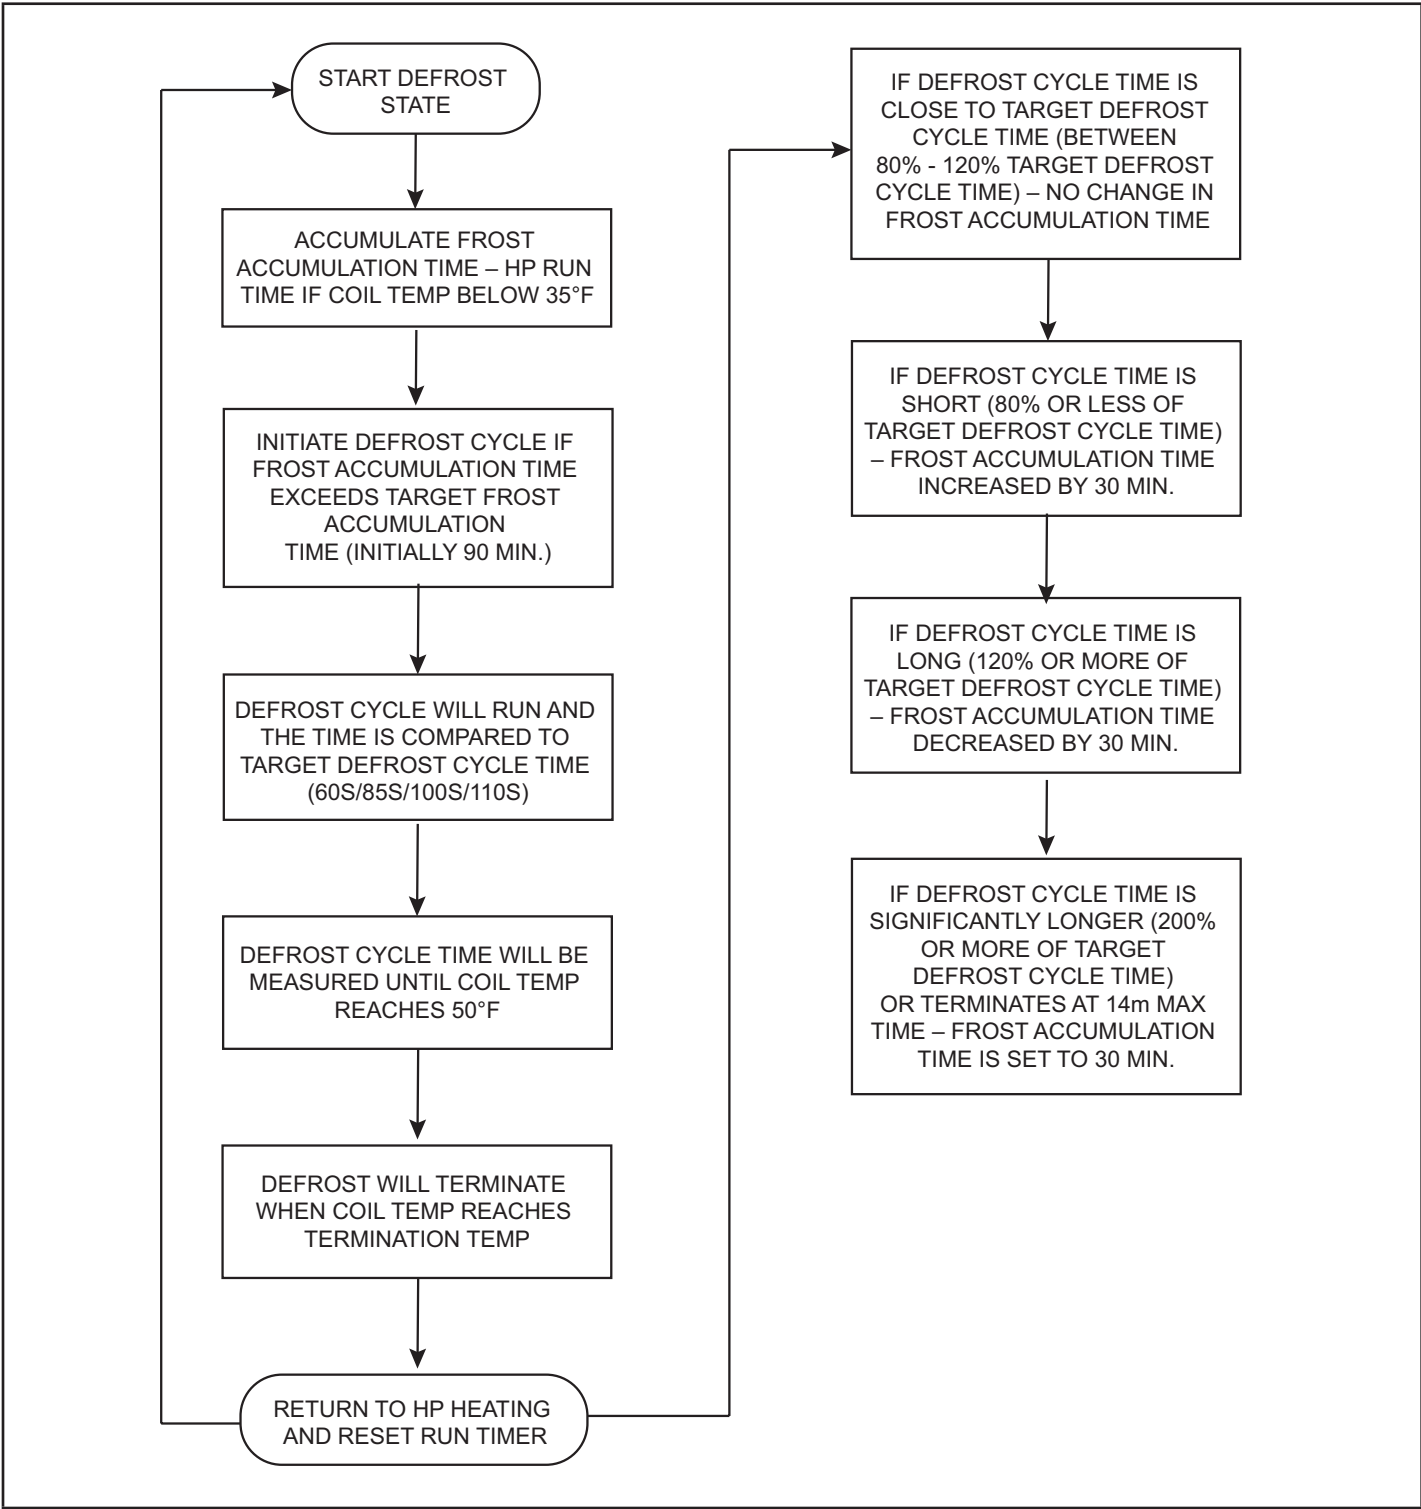 START DEFROST
STATE
ACCUMULATE FROST
ACCUMULATION TIME – HP RUN
TIME IF COIL TEMP BELOW 35°F
INITIATE DEFROST CYCLE IF
FROST ACCUMULATION TIME
EXCEEDS TARGET FROST
ACCUMULATION
TIME (INITIALLY 90 MIN.)
DEFROST CYCLE WILL RUN AND
THE TIME IS COMPARED TO
TARGET DEFROST CYCLE TIME
(60S/85S/100S/110S)
DEFROST CYCLE TIME WILL BE
MEASURED UNTIL COIL TEMP
REACHES 50°F
DEFROST WILL TERMINATE
WHEN COIL TEMP REACHES
TERMINATION TEMP
RETURN TO HP HEATING
AND RESET RUN TIMER
IF DEFROST CYCLE TIME IS
CLOSE TO TARGET DEFROST
CYCLE TIME (BETWEEN
80% - 120% TARGET DEFROST
CYCLE TIME) – NO CHANGE IN
FROST ACCUMULATION TIME
IF DEFROST CYCLE TIME IS
SHORT (80% OR LESS OF
TARGET DEFROST CYCLE TIME)
– FROST ACCUMULATION TIME
INCREASED BY 30 MIN.
IF DEFROST CYCLE TIME IS
LONG (120% OR MORE OF
TARGET DEFROST CYCLE TIME)
– FROST ACCUMULATION TIME
DECREASED BY 30 MIN.
IF DEFROST CYCLE TIME IS
SIGNIFICANTLY LONGER (200%
OR MORE OF TARGET
DEFROST CYCLE TIME)
OR TERMINATES AT 14m MAX
TIME – FROST ACCUMULATION
TIME IS SET TO 30 MIN.